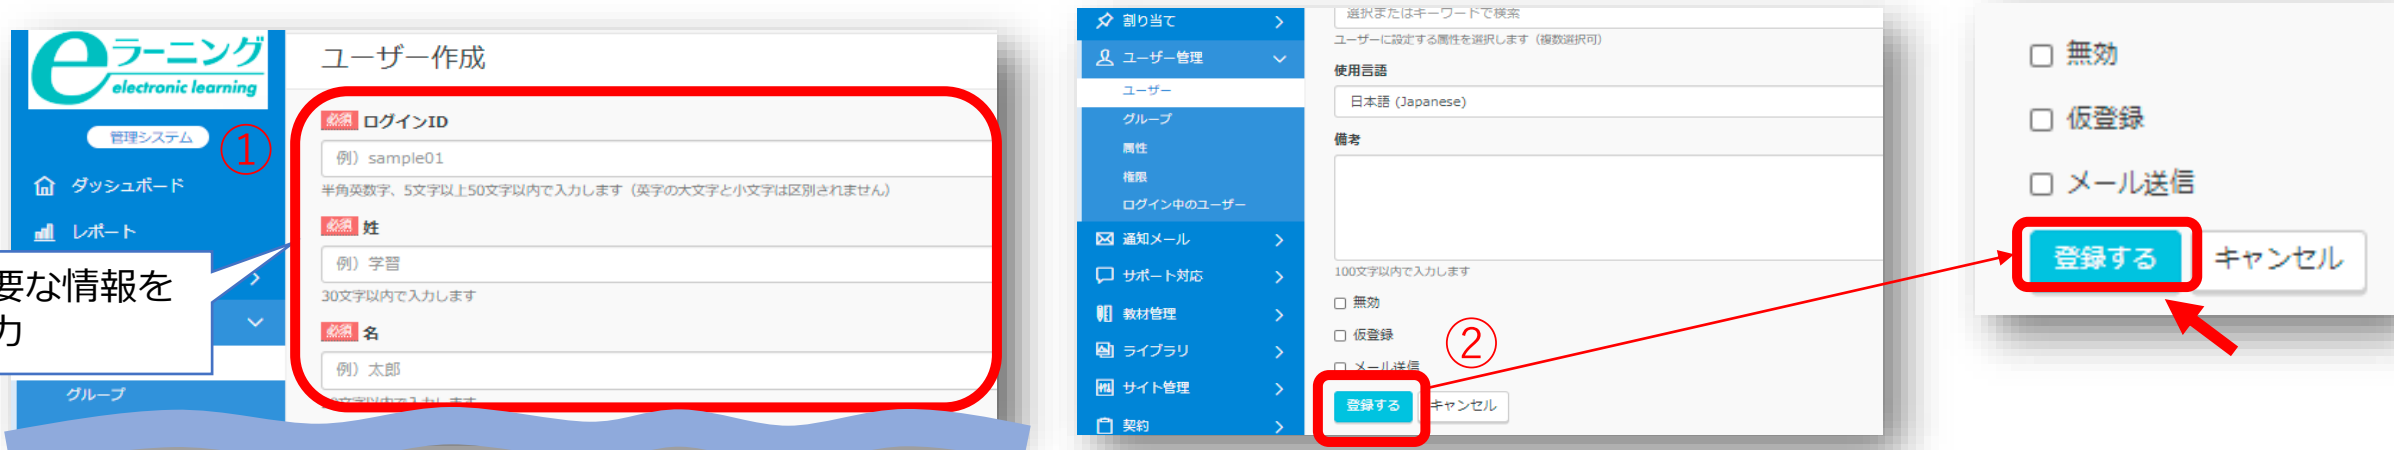 eラーニング
electronic learning
管理システム
①
ダッシュボード
レポート
要な情報を
力
グループ
ユーザー作成
必須 ログインID
例）sample01
半角英数字、5文字以上50文字以内で入力します（英字の大文字と小文字は区別されません）
必須 姓
例）学習
30文字以内で入力します
必須 名
例）太郎
割り当て
ユーザー管理
ユーザー
グループ
属性
権限
ログイン中のユーザー
通知メール
サポート対応
教材管理
ライブラリ
サイト管理
契約
選択またはキーワードで検索
ユーザーに設定する属性を選択します（複数選択可）
使用言語
日本語 (Japanese)
備考
100文字以内で入力します
無効
仮登録
メール送信
②
登録する
キャンセル
無効
仮登録
メール送信
登録する
キャンセル